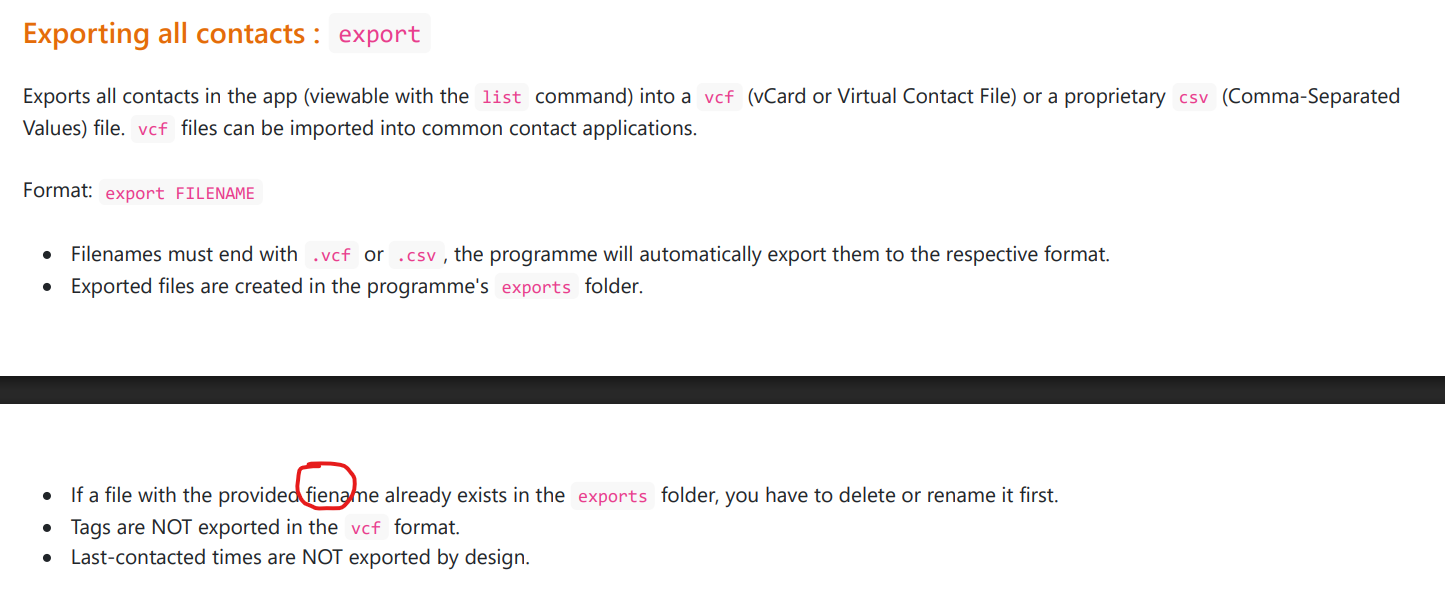 Exporting all contacts : export
Exports all contacts in the app (viewable with the list command) into a vcf (vCard or Virtual Contact File) or a proprietary csv (Comma-Separated
Values) file. vcf files can be imported into common contact applications.
Format: export FILENAME
• Filenames must end with .vcf or .csv , the programme will automatically export them to the respective format.
• Exported files are created in the programme's exports folder.
• If a file with the provided fiename already exists in the exports folder, you have to delete or rename it first.
• Tags are NOT exported in the vcf format.
• Last-contacted times are NOT exported by design.